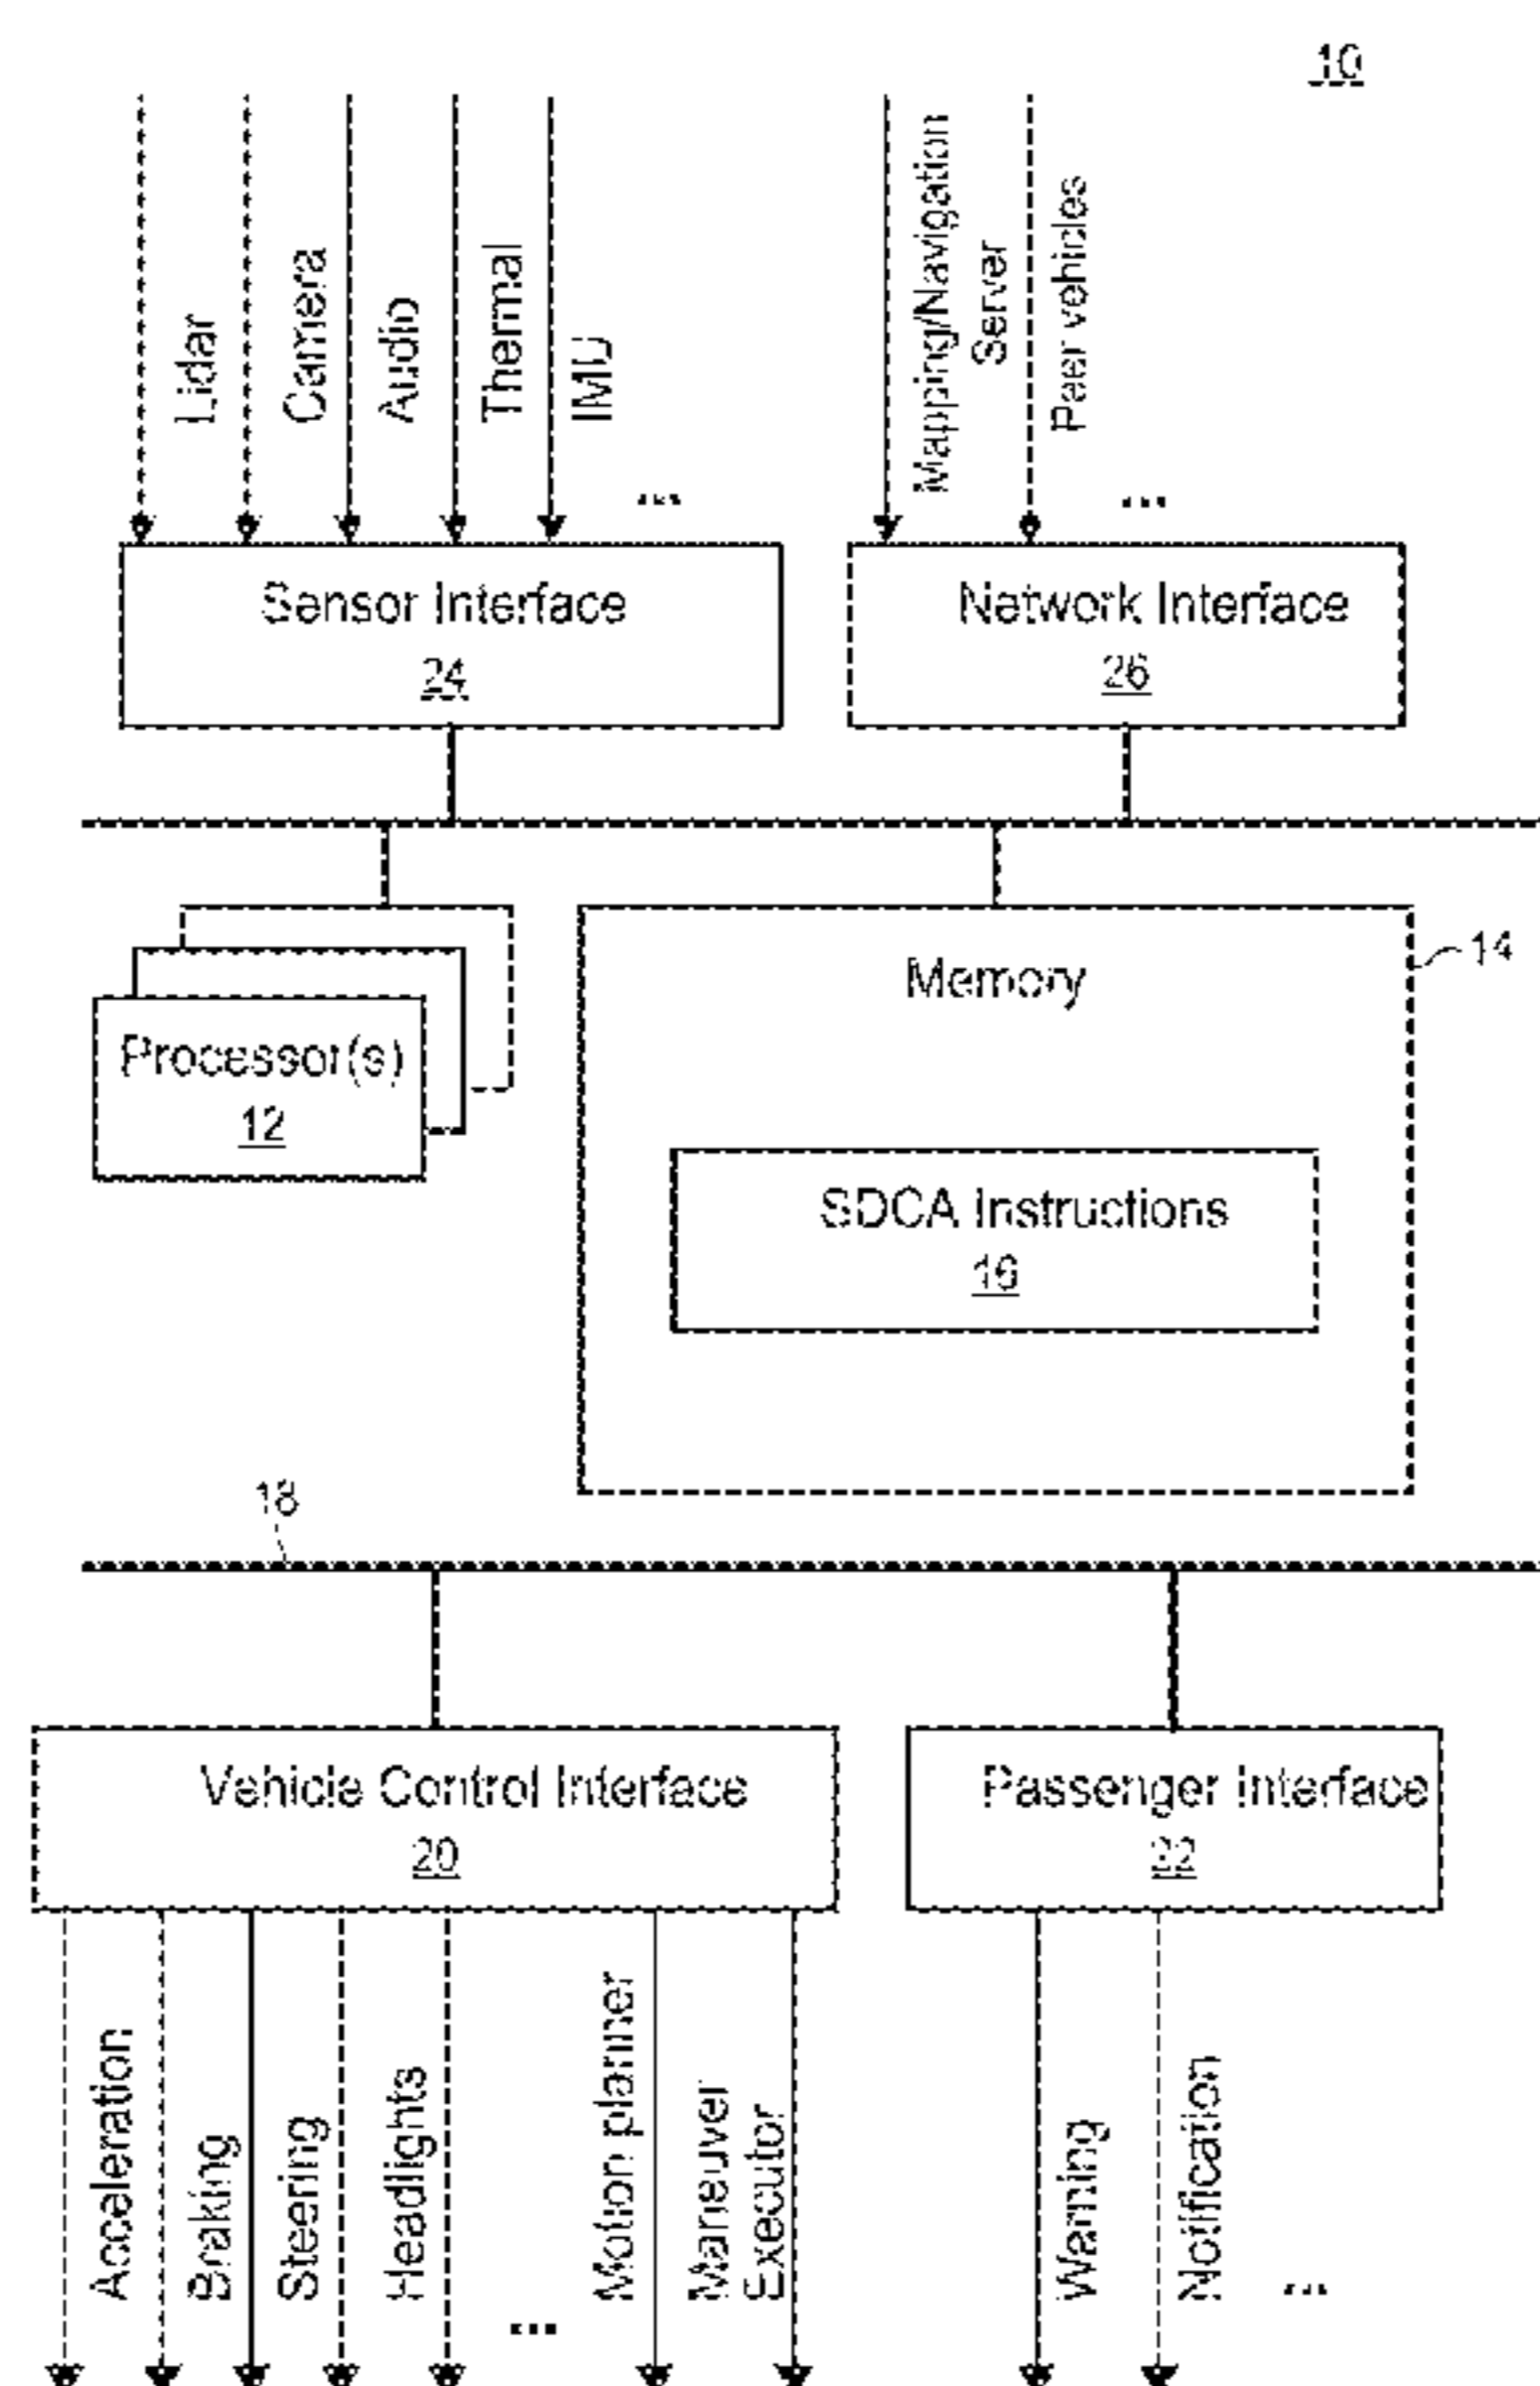 10
Lidar
Camera
Audio
Thermal
IMU
...
Mapping/Navigation
Server
Peer vehicles
...
Sensor Interface
24
Network Interface
26
Processor(s)
12
Memory
14
SDCA Instructions
16
18
Vehicle Control Interface
20
Passenger Interface
22
Acceleration
Braking
Steering
Headlights
...
Motion planner
Maneuver
Executor
Warning
Notification
...